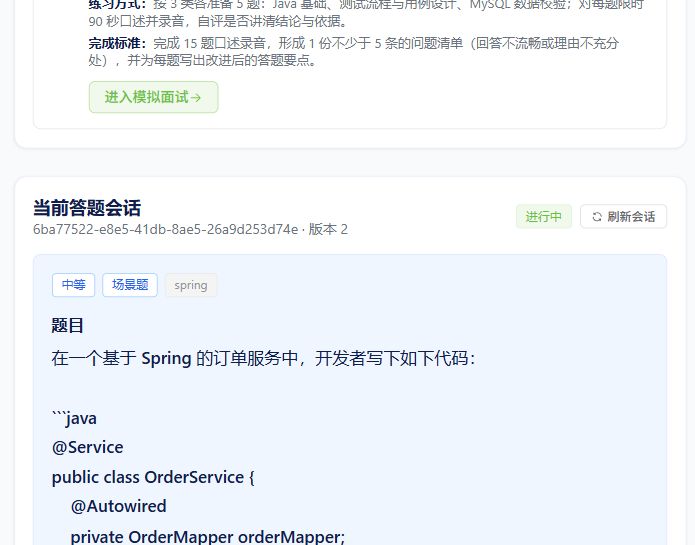 练习方式：按 3 类各准备 5 题：Java 基础、测试流程与用例设计、MySQL 数据校验；对每题限时
90 秒口述并录音，自评是否讲清结论与依据。
完成标准：完成 15 题口述录音，形成 1 份不少于 5 条的问题清单（回答不流畅或理由不充分
处），并为每题写出改进后的答题要点。
进入模拟面试→
当前答题会话
进行中
刷新会话
6ba77522-e8e5-41db-8ae5-26a9d253d74e · 版本 2
中等
场景题
spring
题目
在一个基于 Spring 的订单服务中，开发者写下如下代码：
```java
@Service
public class OrderService {
@Autowired
private OrderMapper orderMapper;